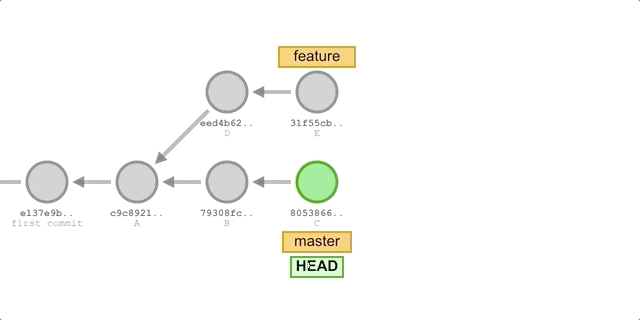 feature
eed4b62..
D
31f55cb..
E
e137e9b..
first commit
c9c8921..
A
79308fc..
B
8053866..
C
master
HEAD